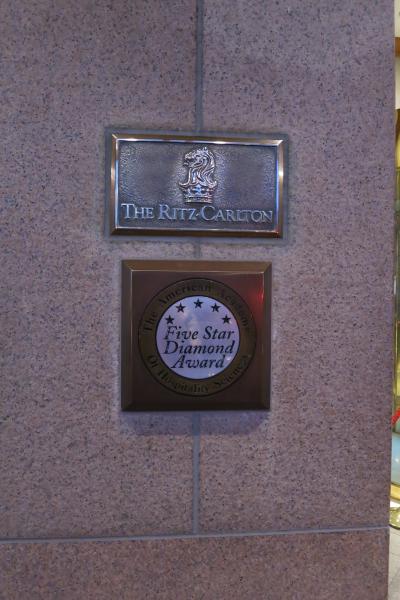 THE RITZ-CARLTON
The American Academy
Five Star
Diamond
Award
Of Hospitality Sciences